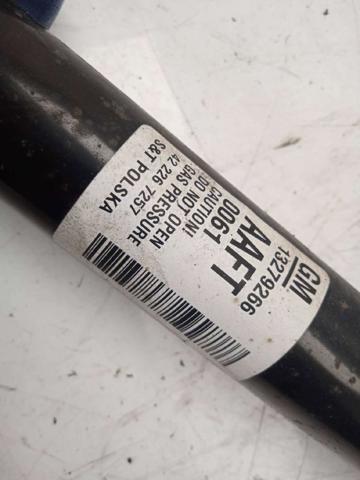 GM
13279266
AAFT
0061
CAUTION!
DO NOT OPEN
GAS PRESSURE
42 226 7257
S&T POLSKA